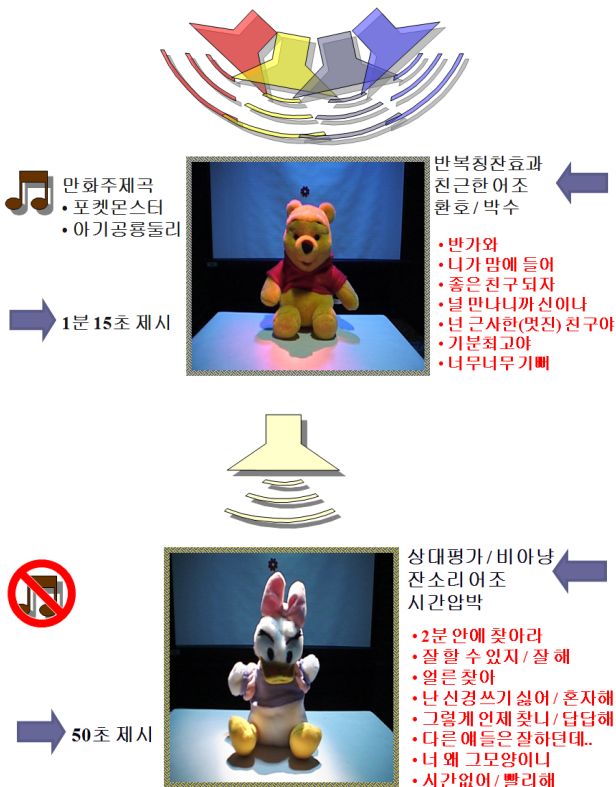 만화주제곡
• 포켓몬스터
• 아기공룡둘리
1분 15초 제시
반복칭찬효과
친근한 어조
환호 / 박수
• 반가와
• 니가 맘에 들어
• 좋은 친구 되자
• 널 만나니까 신이나
• 넌 근사한(멋진) 친구야
• 기분최고야
• 너무너무 기뻐
50초 제시
상대평가 / 비아냥
잔소리 어조
시간압박
• 2분 안에 찾아라
• 잘 할 수 있지 / 잘 해
• 얼른 찾아
• 난 신경쓰기 싫어 / 혼자해
• 그렇게 언제 찾니 / 답답해
• 다른 애들은 잘하던데..
• 너 왜 그모양이니
• 시간없어 / 빨리해